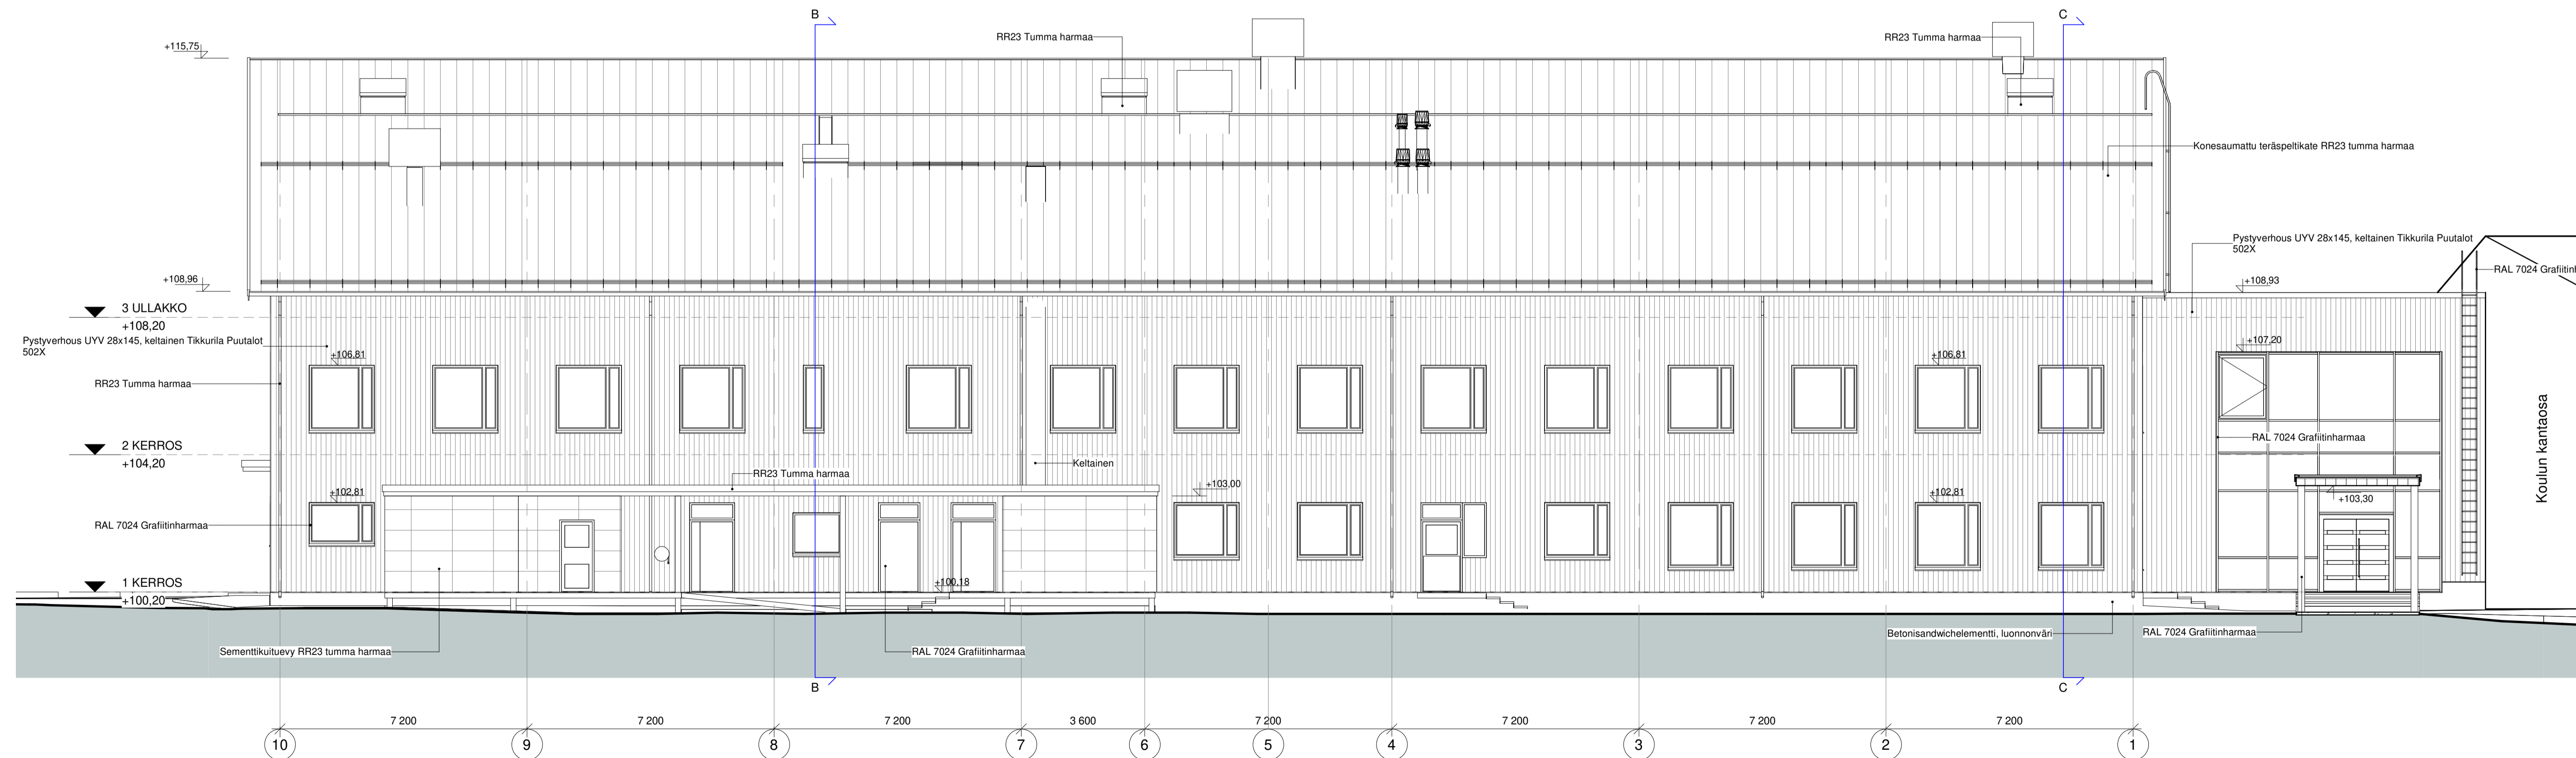 B
C
RR23 Tumma harmaa
RR23 Tumma harmaa
+115,75
Konesaumattu teräspeltikate RR23 tumma harmaa
Pystyverhous UYV 28x145, keltainen Tikkurila Puutalot
502X
RAL 7024 Grafiitinh
+108,96
+108,93
3 ULLAKKO
+108,20
Pystyverhous UYV 28x145, keltainen Tikkurila Puutalot
502X
+106,81
+106,81
+107,20
RR23 Tumma harmaa
RAL 7024 Grafiitinharmaa
Koulun kantaosa
2 KERROS
+104,20
Keltainen
RR23 Tumma harmaa
+103,00
+102,81
+102,81
+103,30
RAL 7024 Grafiitinharmaa
1 KERROS
+100,20
+100,18
Betonisandwichelementti, luonnonväri
RAL 7024 Grafiitinharmaa
Sementtikuituevy RR23 tumma harmaa
RAL 7024 Grafiitinharmaa
B
C
7 200
7 200
7 200
3 600
7 200
7 200
7 200
7 200
10
9
8
7
6
5
4
3
2
1